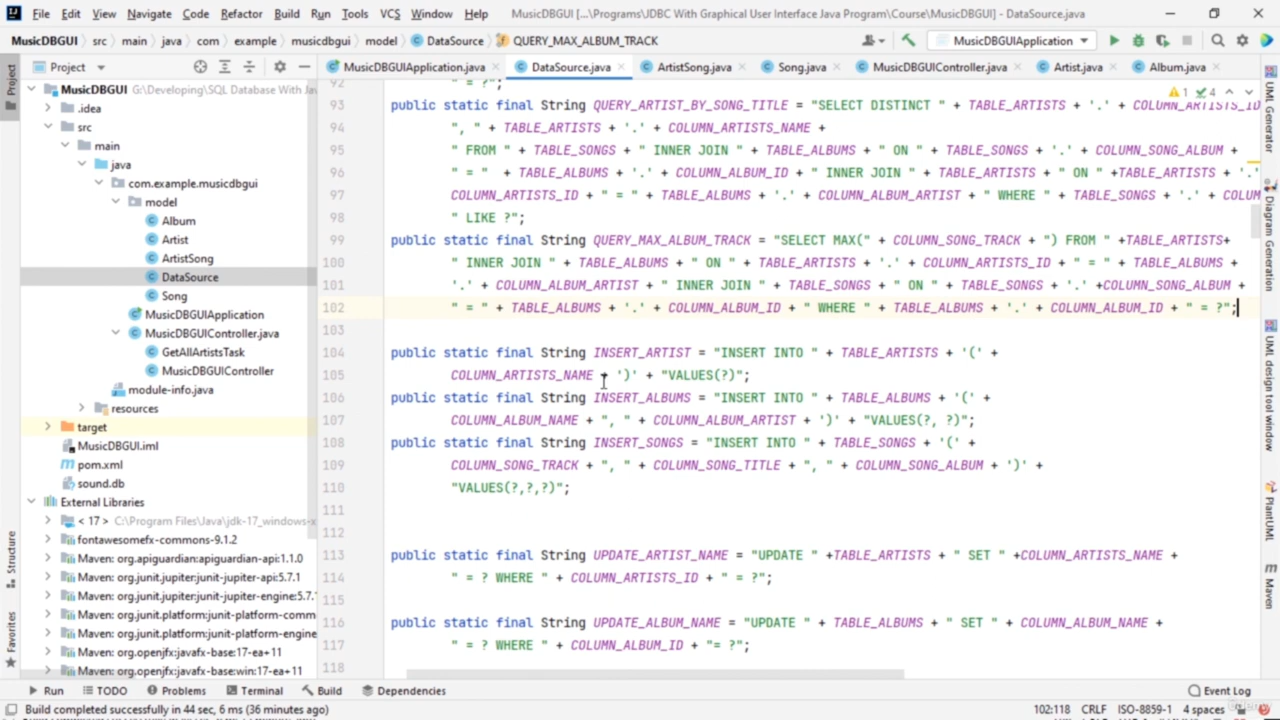 File Edit View Navigate Code Refactor Build Run Tools VCS Window Help MusicDBGUI [...\Programs\JDBC With Graphical User Interface Java Program\Course\MusicDBGUI] - DataSource.java
MusicDBGUI src main java com example musicdbgui model DataSource QUERY_MAX_ALBUM_TRACK MusicDBGUIApplication
Project MusicDBGUIApplication.java DataSource.java ArtistSong.java Song.java MusicDBGUIController.java Artist.java Album.java
Project
MusicDBGUI G:\Developing\SQL Database With Jav
.idea
src
main
java
com.example.musicdbgui
model
Album
Artist
ArtistSong
DataSource
Song
MusicDBGUIApplication
MusicDBGUIController.java
GetAllArtistsTask
MusicDBGUIController
module-info.java
resources
target
MusicDBGUI.iml
pom.xml
sound.db
External Libraries
< 17 > C:\Program Files\Java\jdk-17_windows-x
fontawesomefx-commons-9.1.2
Maven: org.apiguardian:apiguardian-api:1.1.0
Maven: org.junit.jupiter:junit-jupiter-api:5.7.1
Maven: org.junit.jupiter:junit-jupiter-engine:5.7.1
Maven: org.junit.platform:junit-platform-comm
Maven: org.junit.platform:junit-platform-engine
Maven: org.openjfx:javafx-base:17-ea+11
Maven: org.openjfx:javafx-base:win:17-ea+11
Structure
Favorites
1 4
92 " = ?";
93 public static final String QUERY_ARTIST_BY_SONG_TITLE = "SELECT DISTINCT " + TABLE_ARTISTS + '.' + COLUMN_ARTISTS_ID
94 ", " + TABLE_ARTISTS + '.' + COLUMN_ARTISTS_NAME +
95 " FROM " + TABLE_SONGS + " INNER JOIN " + TABLE_ALBUMS + " ON " + TABLE_SONGS + '.' + COLUMN_SONG_ALBUM +
96 " = " + TABLE_ALBUMS + '.' + COLUMN_ALBUM_ID + " INNER JOIN " + TABLE_ARTISTS + " ON " +TABLE_ARTISTS + '.'
97 COLUMN_ARTISTS_ID + " = " + TABLE_ALBUMS + '.' + COLUMN_ALBUM_ARTIST + " WHERE " + TABLE_SONGS + '.' + COLUM
98 " LIKE ?";
99 public static final String QUERY_MAX_ALBUM_TRACK = "SELECT MAX(" + COLUMN_SONG_TRACK + ") FROM " +TABLE_ARTISTS+
100 " INNER JOIN " + TABLE_ALBUMS + " ON " + TABLE_ARTISTS + '.' + COLUMN_ARTISTS_ID + " = " + TABLE_ALBUMS +
101 '.' + COLUMN_ALBUM_ARTIST + " INNER JOIN " + TABLE_SONGS + " ON " + TABLE_SONGS + '.' +COLUMN_SONG_ALBUM +
102 " = " + TABLE_ALBUMS + '.' + COLUMN_ALBUM_ID + " WHERE " + TABLE_ALBUMS + '.' + COLUMN_ALBUM_ID + " = ?";
103
104 public static final String INSERT_ARTIST = "INSERT INTO " + TABLE_ARTISTS + '(' +
105 COLUMN_ARTISTS_NAME + ')' + "VALUES(?)";
106 public static final String INSERT_ALBUMS = "INSERT INTO " + TABLE_ALBUMS + '(' +
107 COLUMN_ALBUM_NAME + ", " + COLUMN_ALBUM_ARTIST + ')' + "VALUES(?, ?)";
108 public static final String INSERT_SONGS = "INSERT INTO " + TABLE_SONGS + '(' +
109 COLUMN_SONG_TRACK + ", " + COLUMN_SONG_TITLE + ", " + COLUMN_SONG_ALBUM + ')' +
110 "VALUES(?,?,?)";
111
112
113 public static final String UPDATE_ARTIST_NAME = "UPDATE " +TABLE_ARTISTS + " SET " +COLUMN_ARTISTS_NAME +
114 " = ? WHERE " + COLUMN_ARTISTS_ID + " = ?";
115
116 public static final String UPDATE_ALBUM_NAME = "UPDATE " + TABLE_ALBUMS + " SET " + COLUMN_ALBUM_NAME +
117 " = ? WHERE " + COLUMN_ALBUM_ID + "= ?";
118
UML Generator
Diagram Generation
UML design tool window
PlantUML
Maven
Run TODO Problems Terminal Build Dependencies Event Log
Build completed successfully in 44 sec, 6 ms (36 minutes ago) 102:118 CRLF ISO-8859-1 4 spaces